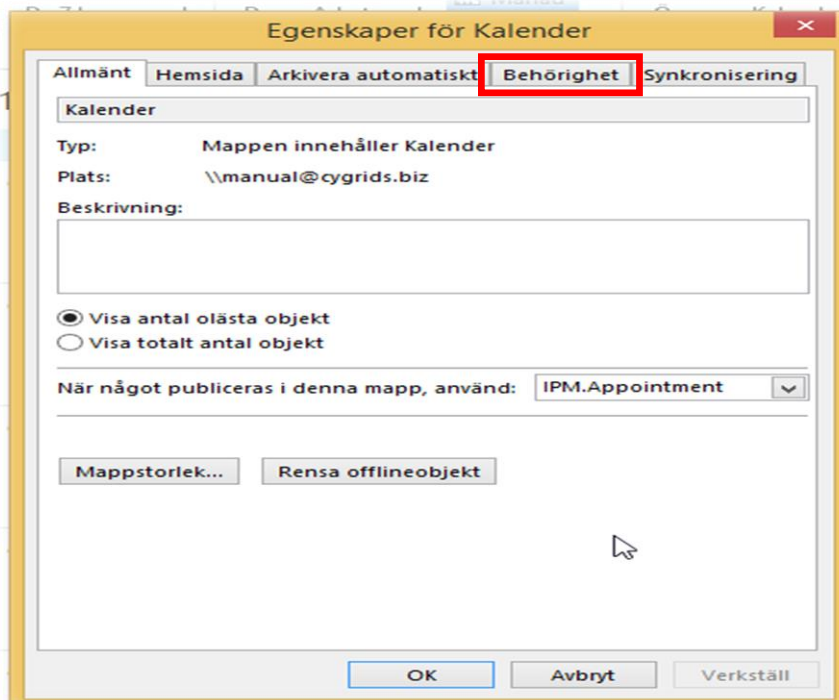 Egenskaper för Kalender
Allmänt Hemsida Arkivera automatiskt Behörighet Synkronisering
Kalender
Typ: Mappen innehåller Kalender
Plats: \\manual@cygrids.biz
Beskrivning:
Visa antal olästa objekt
Visa totalt antal objekt
När något publiceras i denna mapp, använd: IPM.Appointment
Mappstorlek... Rensa offlineobjekt
OK Avbryt Verkställ